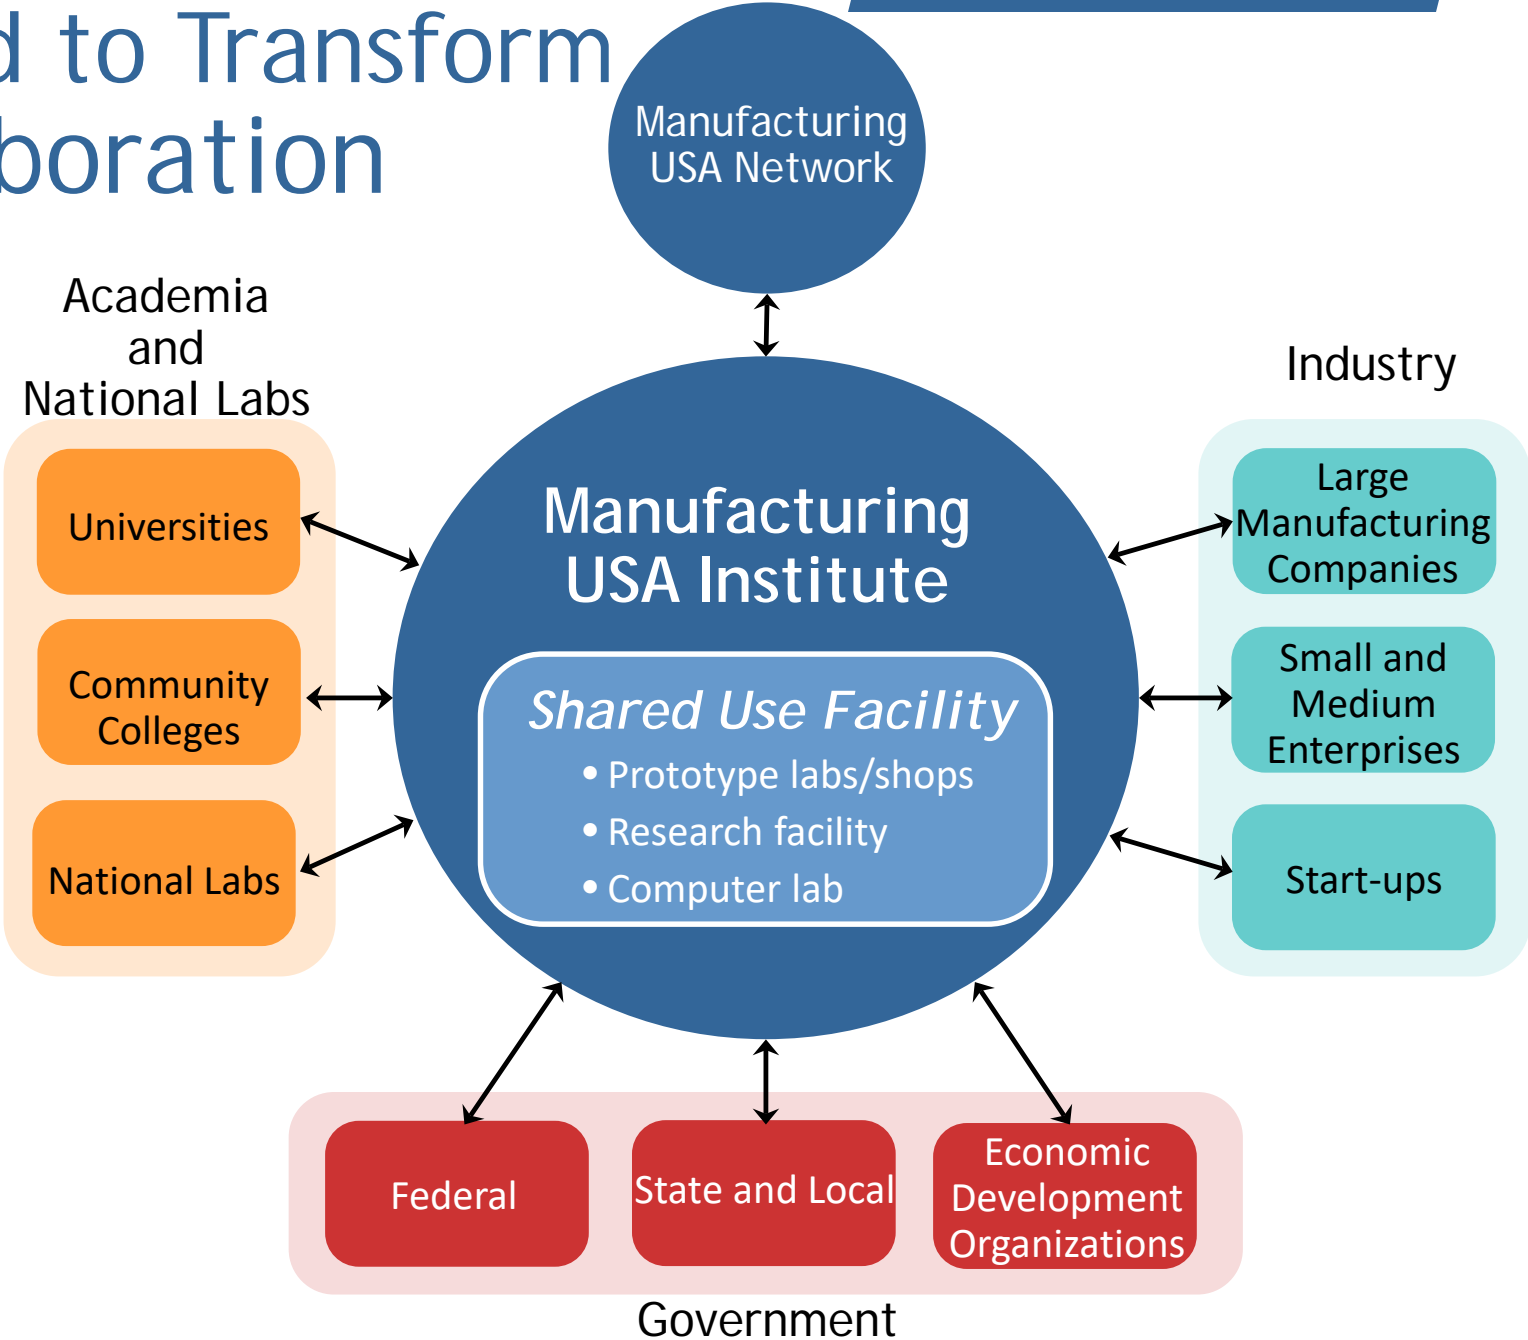 d to Transform
boration
Manufacturing
USA Network
Academia
and
National Labs
Universities
Community
Colleges
National Labs
Manufacturing
USA Institute
Shared Use Facility
• Prototype labs/shops
• Research facility
• Computer lab
Industry
Large
Manufacturing
Companies
Small and
Medium
Enterprises
Start-ups
Federal
State and Local
Economic
Development
Organizations
Government